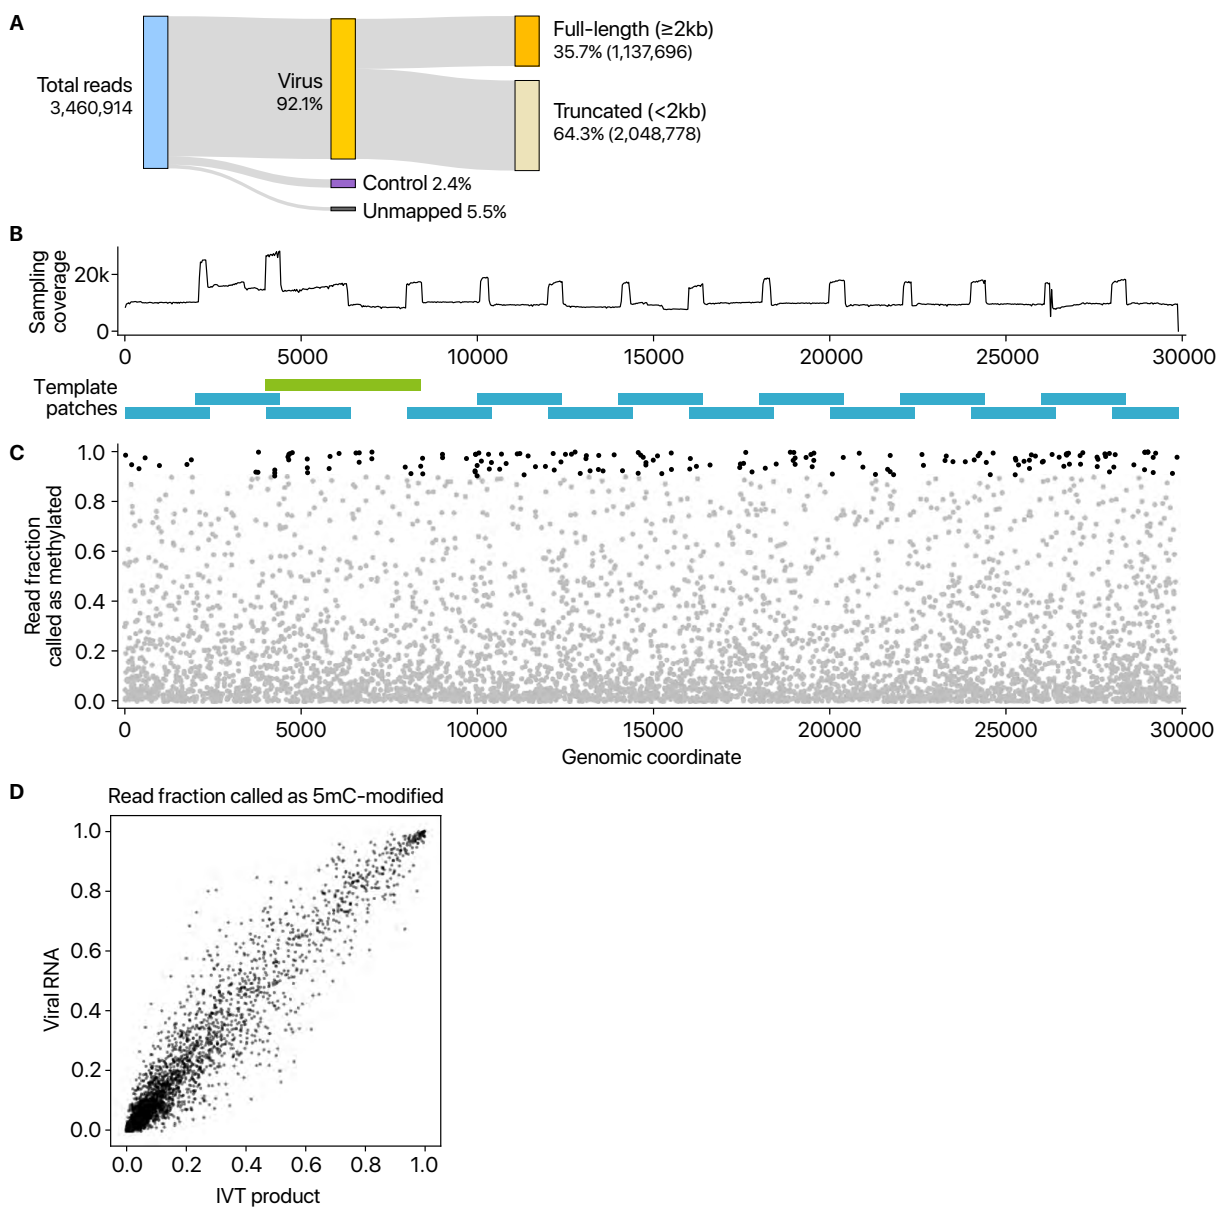 A
Total reads
3,460,914
Virus
92.1%
Full-length (≥2kb)
35.7% (1,137,696)
Truncated (<2kb)
64.3% (2,048,778)
Control 2.4%
Unmapped 5.5%
B
Sampling
coverage
20k
0
0 5000 10000 15000 20000 25000 30000
Template
patches
C
Read fraction
called as methylated
1.0
0.8
0.6
0.4
0.2
0.0
0 5000 10000 15000 20000 25000 30000
Genomic coordinate
D
Read fraction called as 5mC-modified
Viral RNA
1.0
0.8
0.6
0.4
0.2
0.0
0.0 0.2 0.4 0.6 0.8 1.0
IVT product